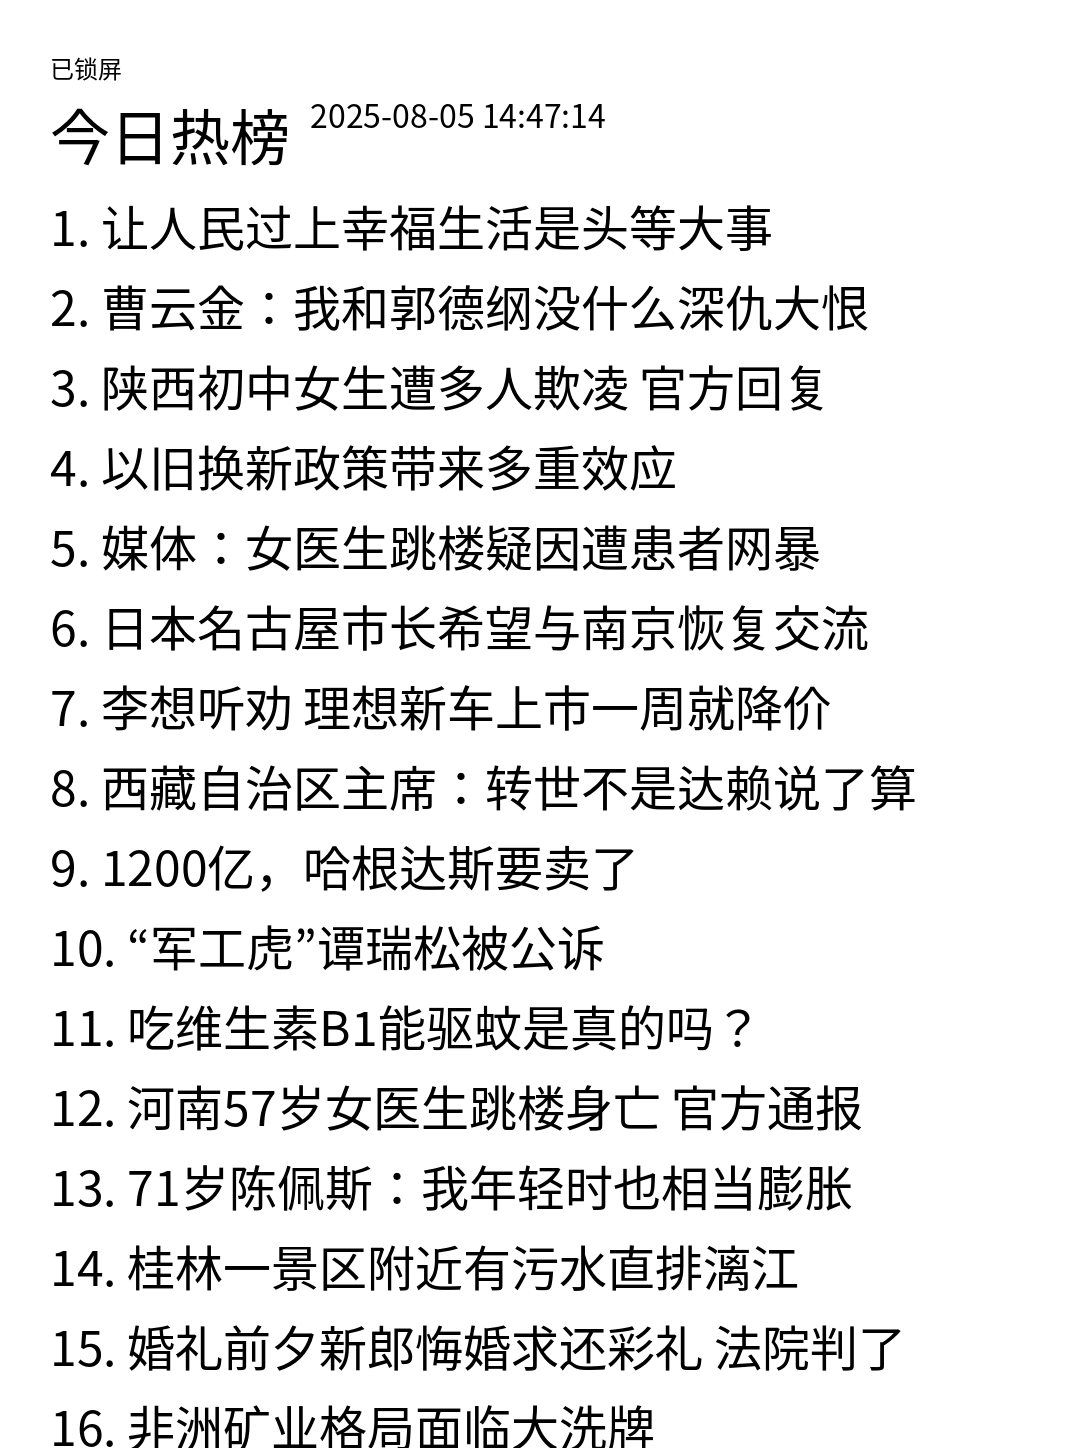 已锁屏
今日热榜 2025-08-05 14:47:14
1. 让人民过上幸福生活是头等大事
2. 曹云金：我和郭德纲没什么深仇大恨
3. 陕西初中女生遭多人欺凌 官方回复
4. 以旧换新政策带来多重效应
5. 媒体：女医生跳楼疑因遭患者网暴
6. 日本名古屋市长希望与南京恢复交流
7. 李想听劝 理想新车上市一周就降价
8. 西藏自治区主席：转世不是达赖说了算
9. 1200亿，哈根达斯要卖了
10. “军工虎”谭瑞松被公诉
11. 吃维生素B1能驱蚊是真的吗？
12. 河南57岁女医生跳楼身亡 官方通报
13. 71岁陈佩斯：我年轻时也相当膨胀
14. 桂林一景区附近有污水直排漓江
15. 婚礼前夕新郎悔婚求还彩礼 法院判了
16. 非洲矿业格局面临大洗牌